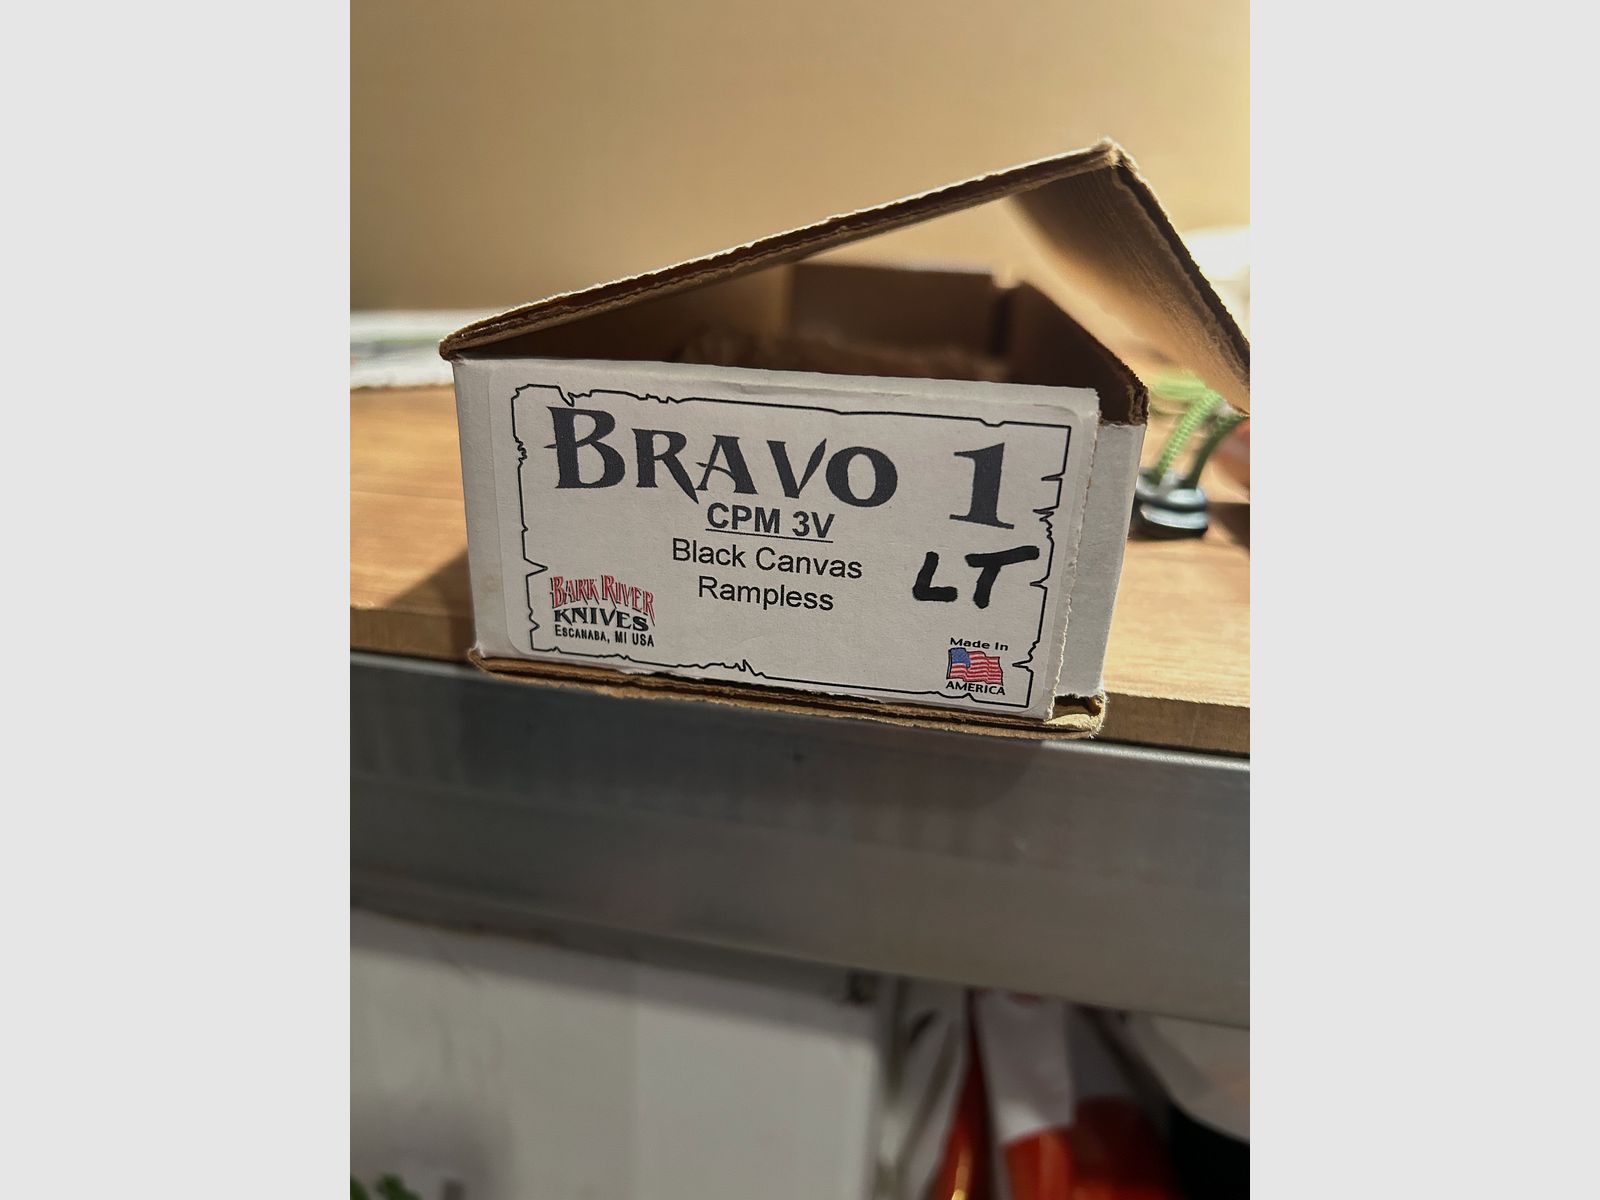 BRAVO 1
CPM 3V
Black Canvas
Rampless
LT
BARK RIVER
KNIVES
ESCANABA, MI USA
Made In
AMERICA